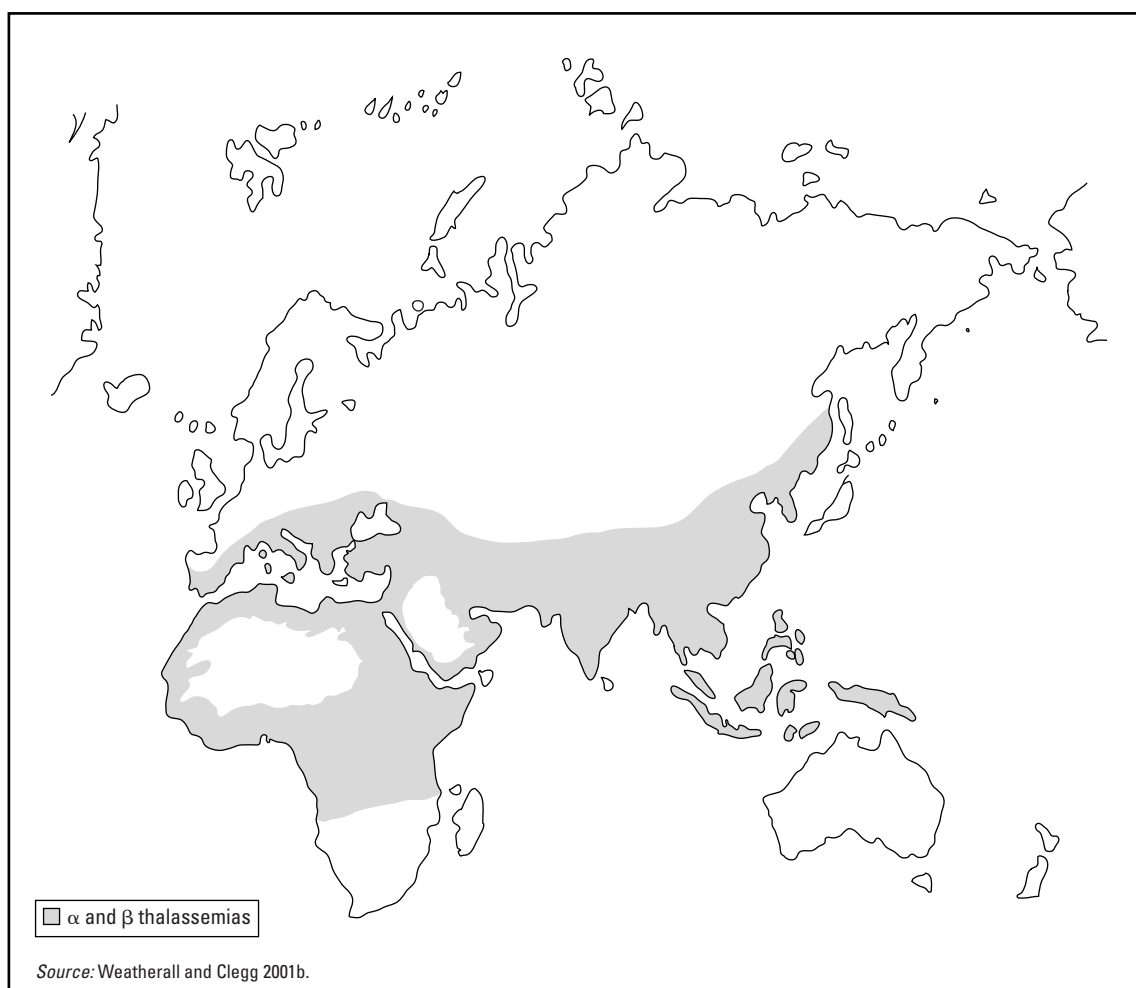 α and β thalassemias
Source: Weatherall and Clegg 2001b.